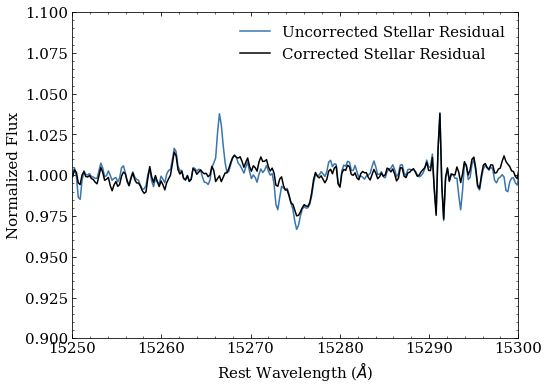 1.100
1.075
1.050
1.025
1.000
0.975
0.950
0.925
0.900
Normalized Flux
Uncorrected Stellar Residual
Corrected Stellar Residual
15250 15260 15270 15280 15290 15300
Rest Wavelength (Å)